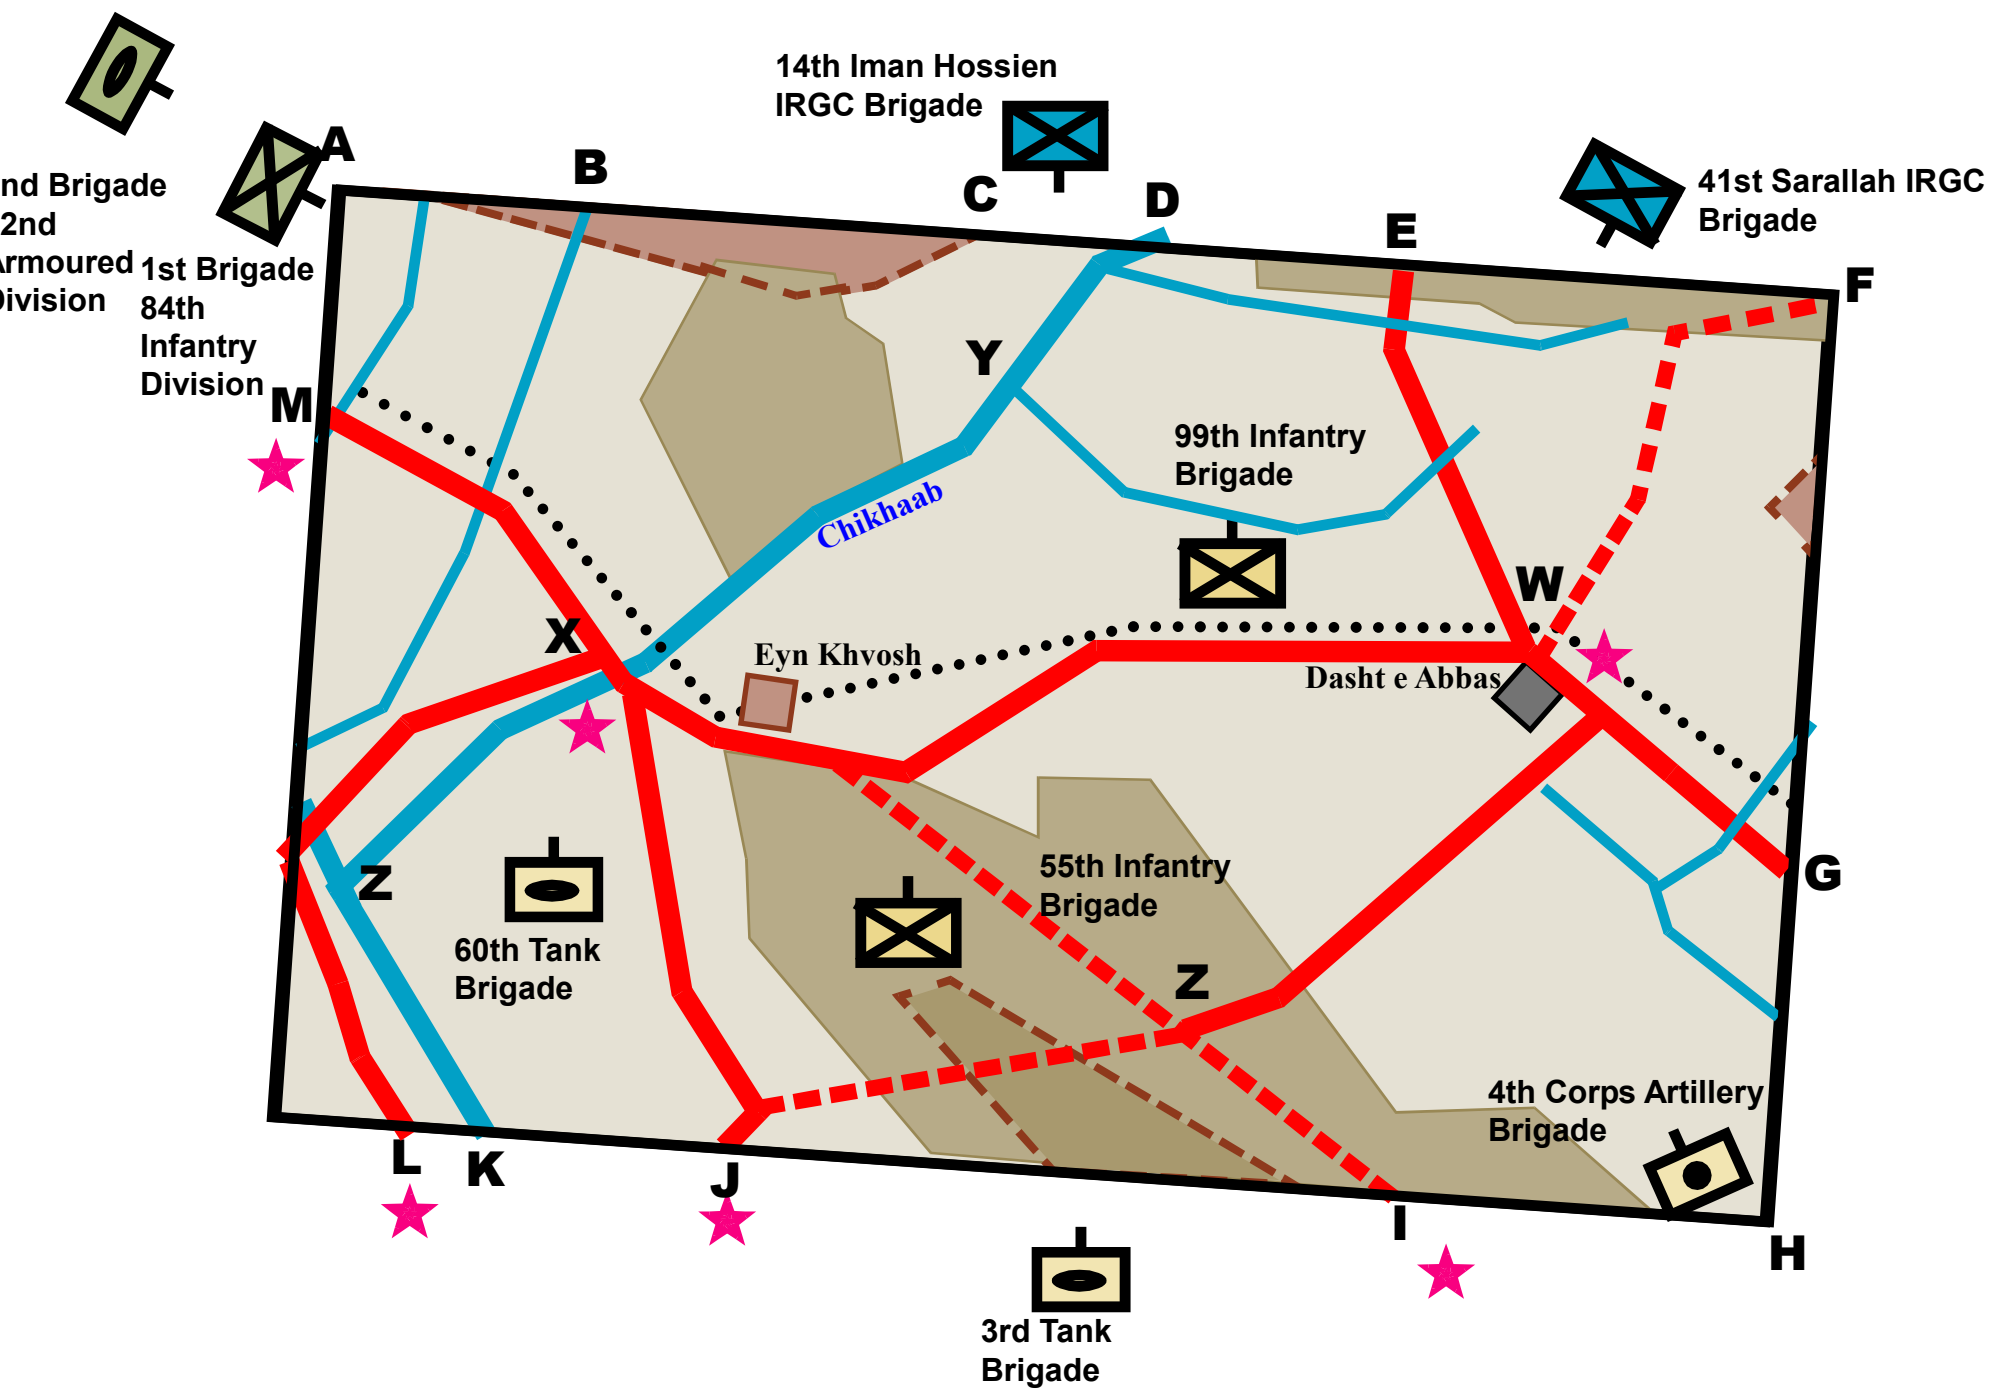 14th Iman Hossien
IRGC Brigade
A
B
C
D
E
F
41st Sarallah IRGC
Brigade
nd Brigade
2nd
Armoured
Division
1st Brigade
84th
Infantry
Division
M
Y
99th Infantry
Brigade
Chikhaab
W
X
Eyn Khvosh
Dasht e Abbas
Z
G
55th Infantry
Brigade
60th Tank
Brigade
Z
4th Corps Artillery
Brigade
L
K
J
I
H
3rd Tank
Brigade